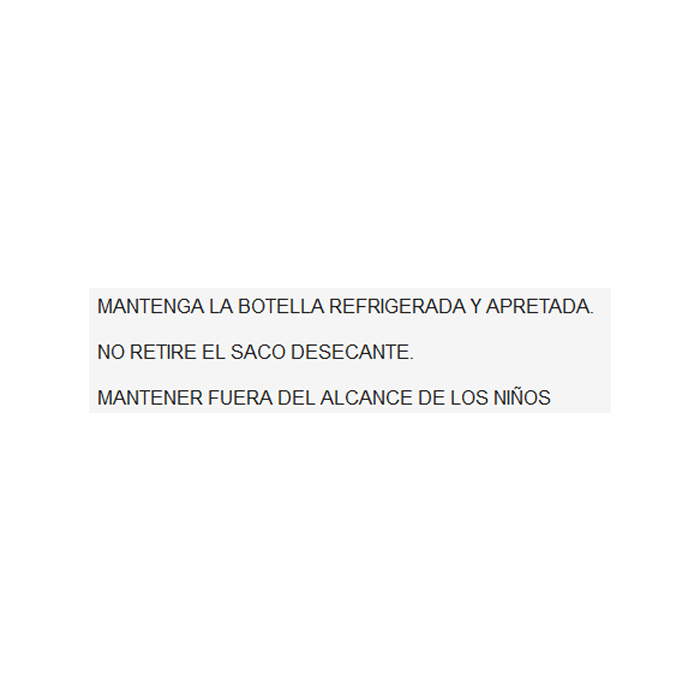 MANTENGA LA BOTELLA REFRIGERADA Y APRETADA.
NO RETIRE EL SACO DESECANTE.
MANTENER FUERA DEL ALCANCE DE LOS NIÑOS